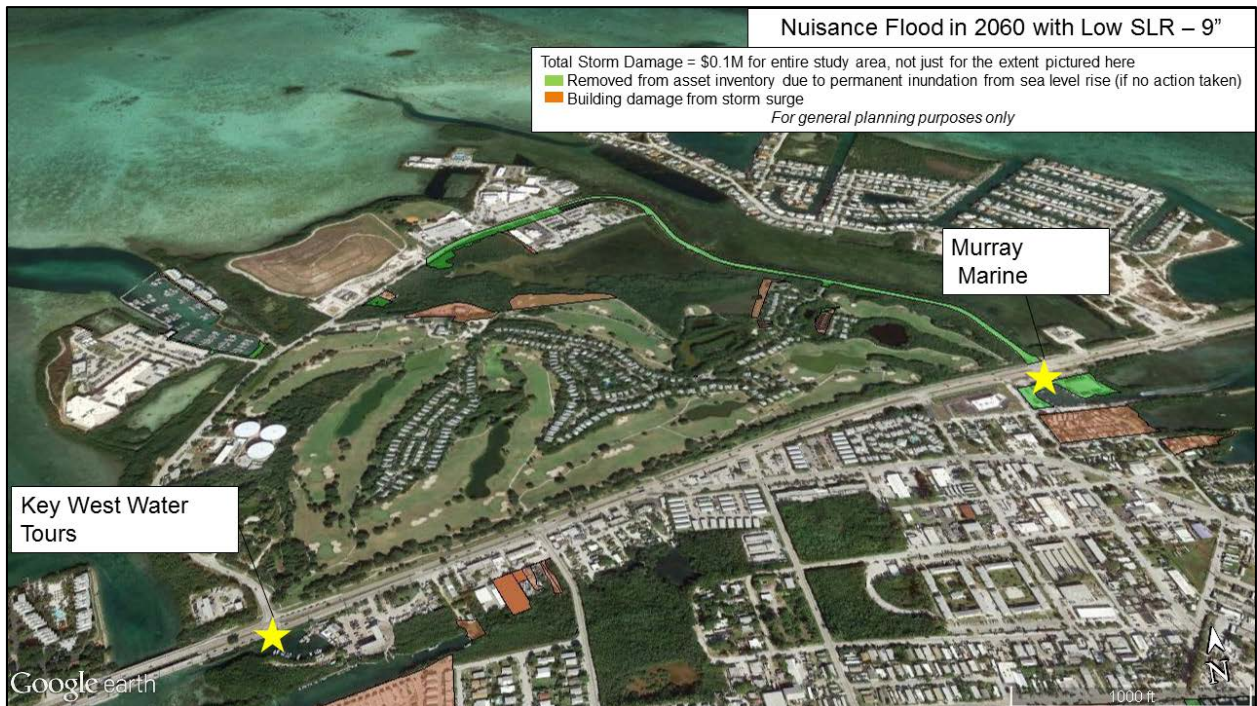 Nuisance Flood in 2060 with Low SLR – 9”
Total Storm Damage = $0.1M for entire study area, not just for the extent pictured here
Removed from asset inventory due to permanent inundation from sea level rise (if no action taken)
Building damage from storm surge
For general planning purposes only
Murray
Marine
Key West Water
Tours
N
Google earth
1000 ft